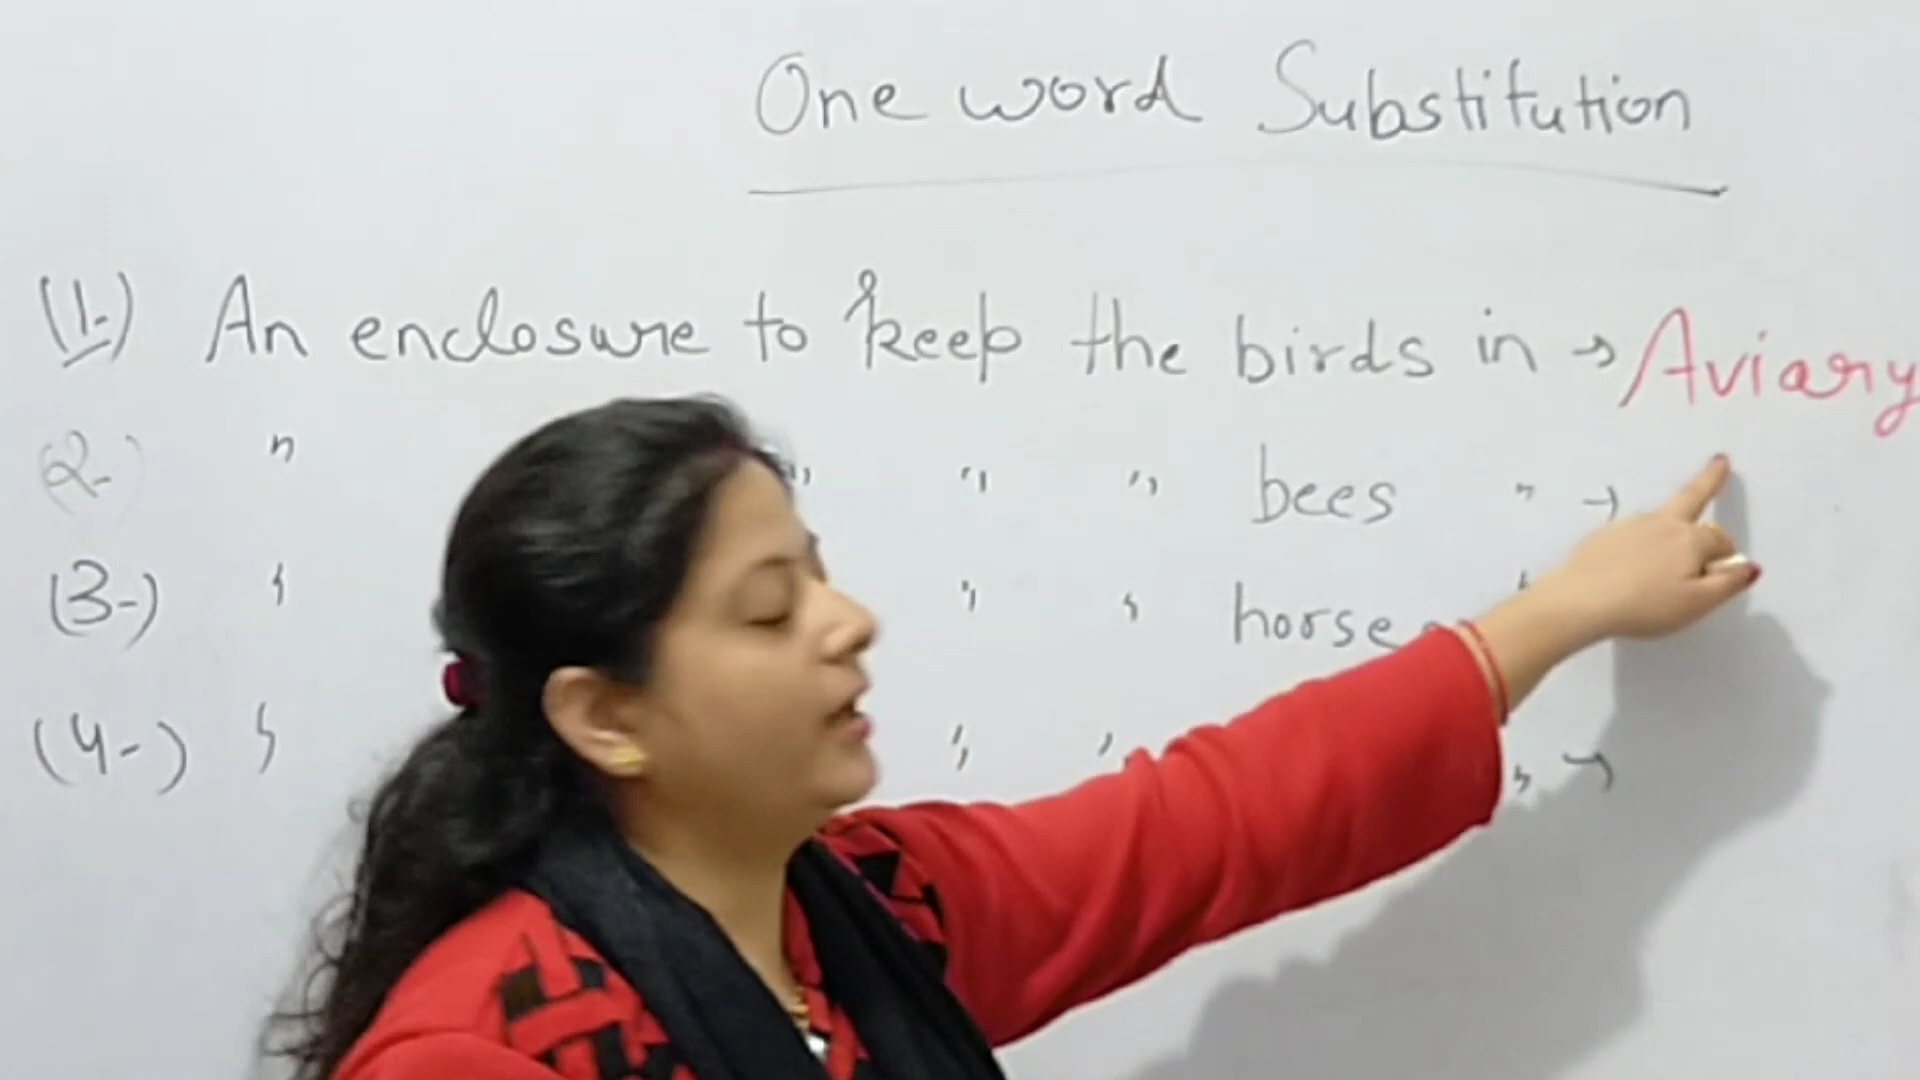 One word Substitution
(1-) An enclosure to keep the birds in → Aviary
(2-) " " " " bees " →
(3-) " " " horse "
(4-) " " " " →